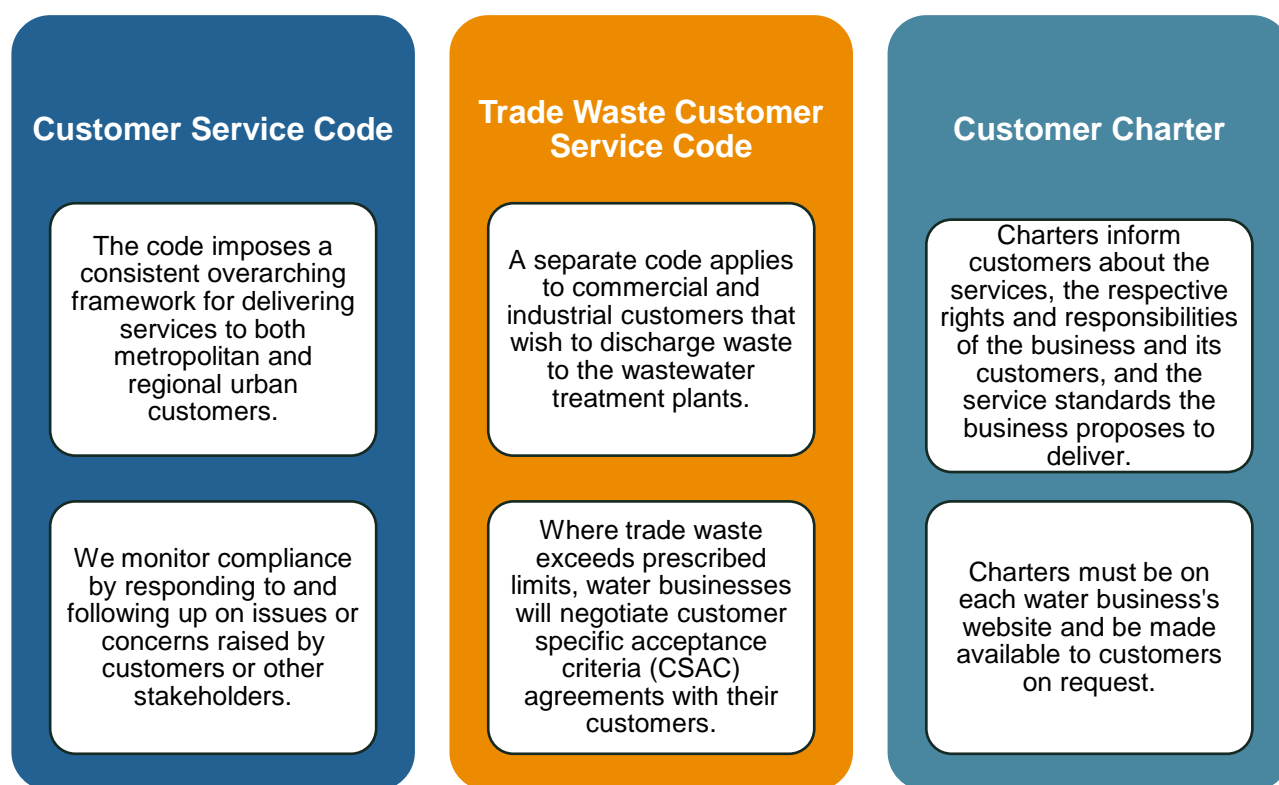 Customer Service Code
The code imposes a
consistent overarching
framework for delivering
services to both
metropolitan and
regional urban
customers.
We monitor compliance
by responding to and
following up on issues or
concerns raised by
customers or other
stakeholders.
Trade Waste Customer
Service Code
A separate code applies
to commercial and
industrial customers that
wish to discharge waste
to the wastewater
treatment plants.
Where trade waste
exceeds prescribed
limits, water businesses
will negotiate customer
specific acceptance
criteria (CSAC)
agreements with their
customers.
Customer Charter
Charters inform
customers about the
services, the respective
rights and responsibilities
of the business and its
customers, and the
service standards the
business proposes to
deliver.
Charters must be on
each water business's
website and be made
available to customers
on request.